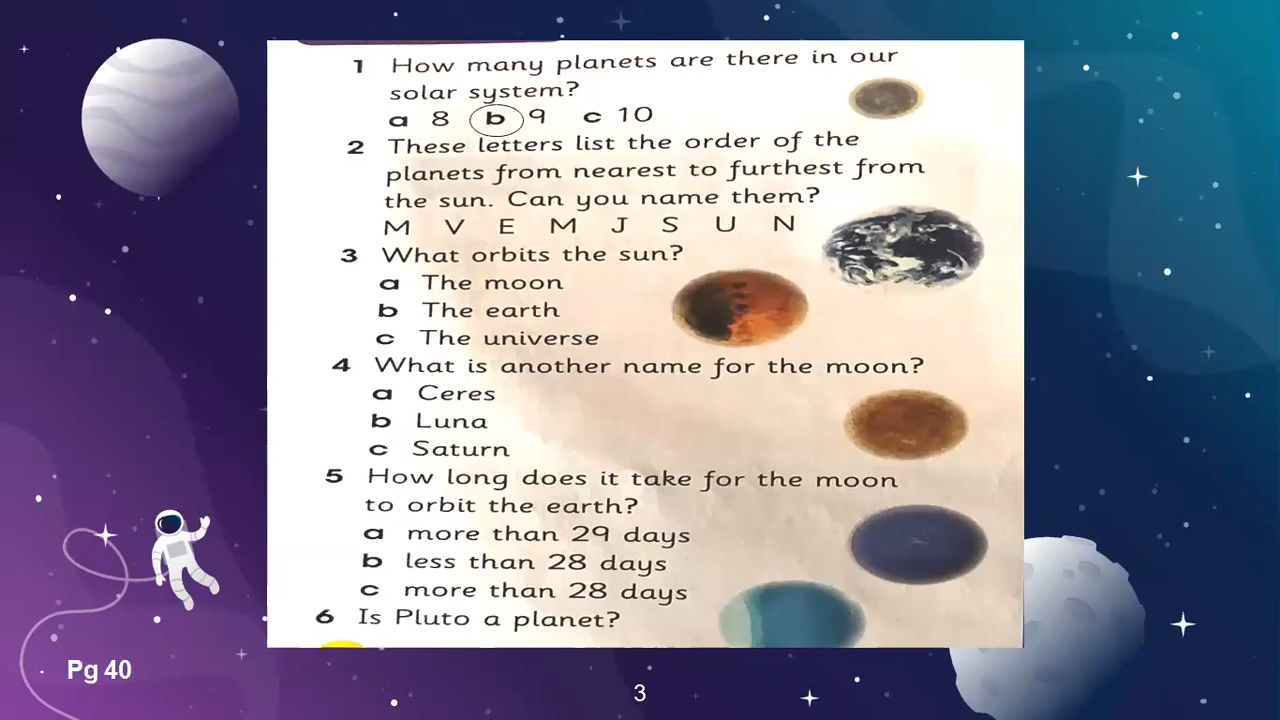 1 How many planets are there in our
solar system?
a 8 b 9 c 10
2 These letters list the order of the
planets from nearest to furthest from
the sun. Can you name them?
M V E M J S U N
3 What orbits the sun?
a The moon
b The earth
c The universe
4 What is another name for the moon?
a Ceres
b Luna
c Saturn
5 How long does it take for the moon
to orbit the earth?
a more than 29 days
b less than 28 days
c more than 28 days
6 Is Pluto a planet?
Pg 40
3